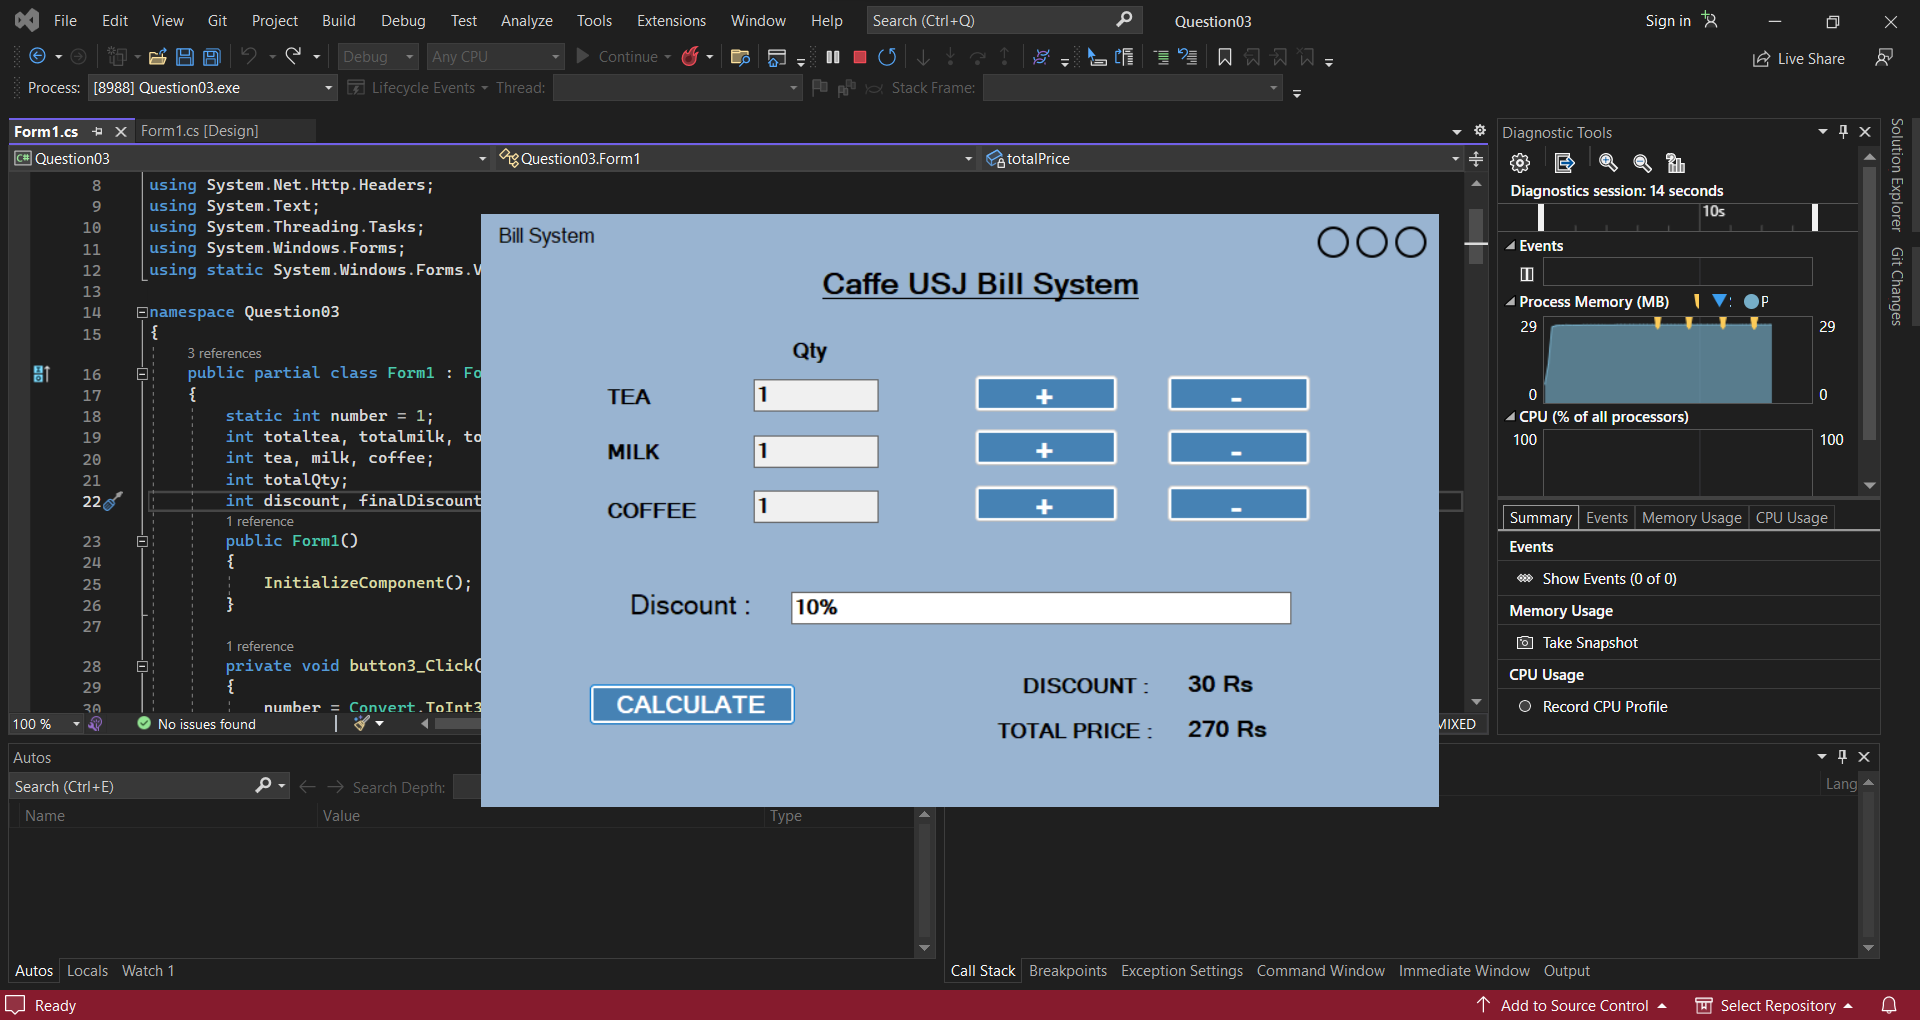 File Edit View Git Project Build Debug Test Analyze Tools Extensions Window Help Search (Ctrl+Q) Question03 Sign in
Debug Any CPU Continue Live Share
Process: [8988] Question03.exe Lifecycle Events Thread: Stack Frame:
Form1.cs Form1.cs [Design]
Question03 Question03.Form1 totalPrice
8 using System.Net.Http.Headers;
9 using System.Text;
10 using System.Threading.Tasks;
11 using System.Windows.Forms;
12 using static System.Windows.Forms.V
13
14 namespace Question03
15 {
3 references
16 public partial class Form1 : Fo
17 {
18 static int number = 1;
19 int totaltea, totalmilk, to
20 int tea, milk, coffee;
21 int totalQty;
22 int discount, finalDiscount
1 reference
23 public Form1()
24 {
25 InitializeComponent();
26 }
27
1 reference
28 private void button3_Click(
29 {
30 number = Convert.ToInt3
100 % No issues found MIXED
Bill System
Caffe USJ Bill System
Qty
TEA 1 + -
MILK 1 + -
COFFEE 1 + -
Discount : 10%
CALCULATE
DISCOUNT : 30 Rs
TOTAL PRICE : 270 Rs
Diagnostic Tools
Diagnostics session: 14 seconds
10s
Events
Process Memory (MB) P
29 29
0 0
CPU (% of all processors)
100 100
Summary Events Memory Usage CPU Usage
Events
Show Events (0 of 0)
Memory Usage
Take Snapshot
CPU Usage
Record CPU Profile
Solution Explorer
Git Changes
Autos
Search (Ctrl+E) Search Depth:
Name Value Type
Lang
Autos Locals Watch 1
Call Stack Breakpoints Exception Settings Command Window Immediate Window Output
Ready Add to Source Control Select Repository